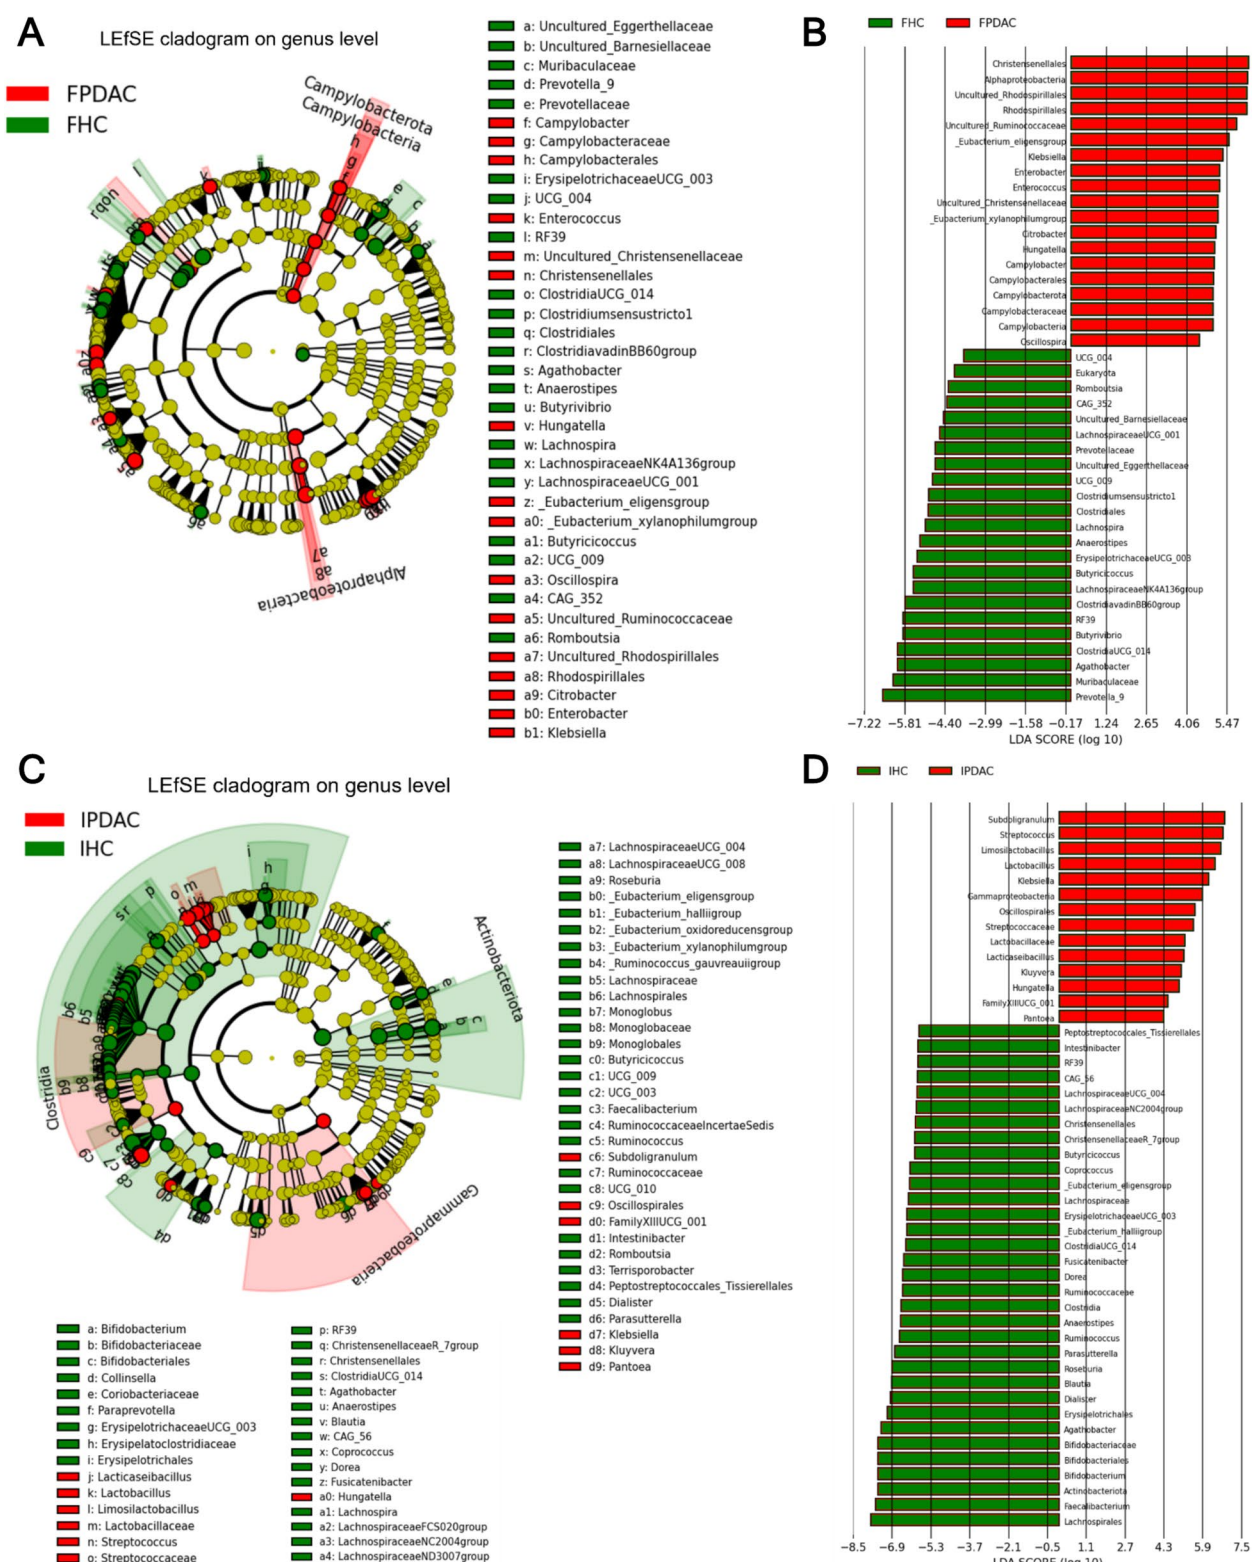 A
LEfSE cladogram on genus level
FPDAC
FHC
Campylobacterota
Campylobacteria
h
g
f
e
c
l
rqon
a7
a8
Alphaproteobacteria
a: Uncultured_Eggerthellaceae
b: Uncultured_Barnesiellaceae
c: Muribaculaceae
d: Prevotella_9
e: Prevotellaceae
f: Campylobacter
g: Campylobacteraceae
h: Campylobacterales
i: ErysipelotrichaceaeUCG_003
j: UCG_004
k: Enterococcus
l: RF39
m: Uncultured_Christensenellaceae
n: Christensenellales
o: ClostridiaUCG_014
p: Clostridiumsensustricto1
q: Clostridiales
r: ClostridiavadinBB60group
s: Agathobacter
t: Anaerostipes
u: Butyrivibrio
v: Hungatella
w: Lachnospira
x: LachnospiraceaeNK4A136group
y: LachnospiraceaeUCG_001
z: _Eubacterium_eligensgroup
a0: _Eubacterium_xylanophilumgroup
a1: Butyricicoccus
a2: UCG_009
a3: Oscillospira
a4: CAG_352
a5: Uncultured_Ruminococcaceae
a6: Romboutsia
a7: Uncultured_Rhodospirillales
a8: Rhodospirillales
a9: Citrobacter
b0: Enterobacter
b1: Klebsiella
B
FHC FPDAC
Christensenellales
Alphaproteobacteria
Uncultured_Rhodospirillales
Rhodospirillales
Uncultured_Ruminococcaceae
_Eubacterium_eligensgroup
Klebsiella
Enterobacter
Enterococcus
Uncultured_Christensenellaceae
_Eubacterium_xylanophilumgroup
Citrobacter
Hungatella
Campylobacter
Campylobacterales
Campylobacterota
Campylobacteraceae
Campylobacteria
Oscillospira
UCG_004
Eukaryota
Romboutsia
CAG_352
Uncultured_Barnesiellaceae
LachnospiraceaeUCG_001
Prevotellaceae
Uncultured_Eggerthellaceae
UCG_009
Clostridiumsensustricto1
Clostridiales
Lachnospira
Anaerostipes
ErysipelotrichaceaeUCG_003
Butyricicoccus
LachnospiraceaeNK4A136group
ClostridiavadinBB60group
RF39
Butyrivibrio
ClostridiaUCG_014
Agathobacter
Muribaculaceae
Prevotella_9
−7.22 −5.81 −4.40 −2.99 −1.58 −0.17 1.24 2.65 4.06 5.47
LDA SCORE (log 10)
C
LEfSE cladogram on genus level
IPDAC
IHC
i
h
o m
p
s r
b6
b5
b9
b8
Clostridia
c9
c7
c8
d4
d5
Gammaproteobacteria
Actinobacteriota
e
b
c
a7: LachnospiraceaeUCG_004
a8: LachnospiraceaeUCG_008
a9: Roseburia
b0: _Eubacterium_eligensgroup
b1: _Eubacterium_halliigroup
b2: _Eubacterium_oxidoreducensgroup
b3: _Eubacterium_xylanophilumgroup
b4: _Ruminococcus_gauvreauiigroup
b5: Lachnospiraceae
b6: Lachnospirales
b7: Monoglobus
b8: Monoglobaceae
b9: Monoglobales
c0: Butyricicoccus
c1: UCG_009
c2: UCG_003
c3: Faecalibacterium
c4: RuminococcaceaeIncertaeSedis
c5: Ruminococcus
c6: Subdoligranulum
c7: Ruminococcaceae
c8: UCG_010
c9: Oscillospirales
d0: FamilyXIIIUCG_001
d1: Intestinibacter
d2: Romboutsia
d3: Terrisporobacter
d4: Peptostreptococcales_Tissierellales
d5: Dialister
d6: Parasutterella
d7: Klebsiella
d8: Kluyvera
d9: Pantoea
a: Bifidobacterium
b: Bifidobacteriaceae
c: Bifidobacteriales
d: Collinsella
e: Coriobacteriaceae
f: Paraprevotella
g: ErysipelotrichaceaeUCG_003
h: Erysipelatoclostridiaceae
i: Erysipelotrichales
j: Lacticaseibacillus
k: Lactobacillus
l: Limosilactobacillus
m: Lactobacillaceae
n: Streptococcus
o: Streptococcaceae
p: RF39
q: ChristensenellaceaeR_7group
r: Christensenellales
s: ClostridiaUCG_014
t: Agathobacter
u: Anaerostipes
v: Blautia
w: CAG_56
x: Coprococcus
y: Dorea
z: Fusicatenibacter
a0: Hungatella
a1: Lachnospira
a2: LachnospiraceaeFCS020group
a3: LachnospiraceaeNC2004group
a4: LachnospiraceaeND3007group
D
IHC IPDAC
Subdoligranulum
Streptococcus
Limosilactobacillus
Lactobacillus
Klebsiella
Gammaproteobacteria
Oscillospirales
Streptococcaceae
Lactobacillaceae
Lacticaseibacillus
Kluyvera
Hungatella
FamilyXIIIUCG_001
Pantoea
Peptostreptococcales_Tissierellales
Intestinibacter
RF39
CAG_56
LachnospiraceaeUCG_004
LachnospiraceaeNC2004group
Christensenellales
ChristensenellaceaeR_7group
Butyricicoccus
Coprococcus
_Eubacterium_eligensgroup
Lachnospiraceae
ErysipelotrichaceaeUCG_003
_Eubacterium_halliigroup
ClostridiaUCG_014
Fusicatenibacter
Dorea
Ruminococcaceae
Clostridia
Anaerostipes
Ruminococcus
Parasutterella
Roseburia
Blautia
Dialister
Erysipelotrichales
Agathobacter
Bifidobacteriaceae
Bifidobacteriales
Bifidobacterium
Actinobacteriota
Faecalibacterium
Lachnospirales
−8.5 −6.9 −5.3 −3.7 −2.1 −0.5 1.1 2.7 4.3 5.9 7.5
LDA SCORE (log 10)